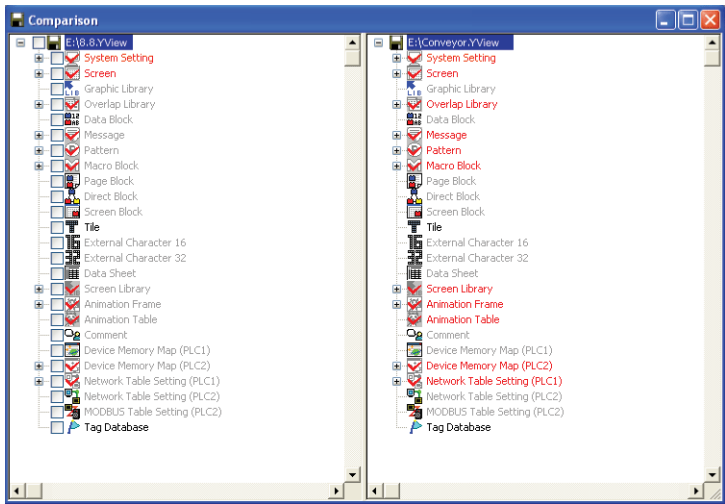 Comparison
E:\8.8.YView
System Setting
Screen
Graphic Library
Overlap Library
Data Block
Message
Pattern
Macro Block
Page Block
Direct Block
Screen Block
Tile
External Character 16
External Character 32
Data Sheet
Screen Library
Animation Frame
Animation Table
Comment
Device Memory Map (PLC1)
Device Memory Map (PLC2)
Network Table Setting (PLC1)
Network Table Setting (PLC2)
MODBUS Table Setting (PLC2)
Tag Database
E:\Conveyor.YView
System Setting
Screen
Graphic Library
Overlap Library
Data Block
Message
Pattern
Macro Block
Page Block
Direct Block
Screen Block
Tile
External Character 16
External Character 32
Data Sheet
Screen Library
Animation Frame
Animation Table
Comment
Device Memory Map (PLC1)
Device Memory Map (PLC2)
Network Table Setting (PLC1)
Network Table Setting (PLC2)
MODBUS Table Setting (PLC2)
Tag Database